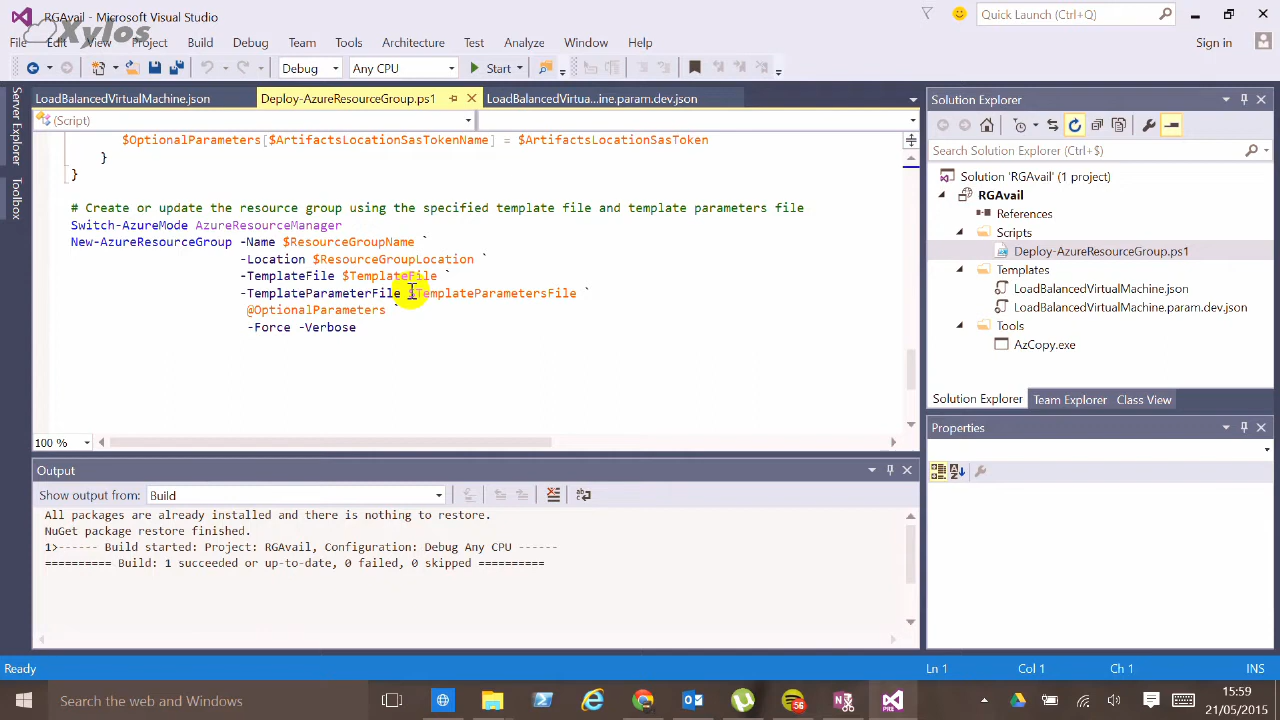 RGAvail - Microsoft Visual Studio
Quick Launch (Ctrl+Q)
Xylos
File Edit View Project Build Debug Team Tools Architecture Test Analyze Window Help
Sign in
Debug
Any CPU
Start
LoadBalancedVirtualMachine.json
Deploy-AzureResourceGroup.ps1
LoadBalancedVirtua...ine.param.dev.json
(Script)
$OptionalParameters[$ArtifactsLocationSasTokenName] = $ArtifactsLocationSasToken
}
}
# Create or update the resource group using the specified template file and template parameters file
Switch-AzureMode AzureResourceManager
New-AzureResourceGroup -Name $ResourceGroupName `
-Location $ResourceGroupLocation `
-TemplateFile $TemplateFile `
-TemplateParameterFile $TemplateParametersFile `
@OptionalParameters `
-Force -Verbose
100 %
Server Explorer
Toolbox
Output
Show output from: Build
All packages are already installed and there is nothing to restore.
NuGet package restore finished.
1>------ Build started: Project: RGAvail, Configuration: Debug Any CPU ------
========== Build: 1 succeeded or up-to-date, 0 failed, 0 skipped ==========
Solution Explorer
Search Solution Explorer (Ctrl+$)
Solution 'RGAvail' (1 project)
RGAvail
References
Scripts
Deploy-AzureResourceGroup.ps1
Templates
LoadBalancedVirtualMachine.json
LoadBalancedVirtualMachine.param.dev.json
Tools
AzCopy.exe
Solution Explorer Team Explorer Class View
Properties
Ready
Ln 1
Col 1
Ch 1
INS
Search the web and Windows
56
PRE
15:59
21/05/2015